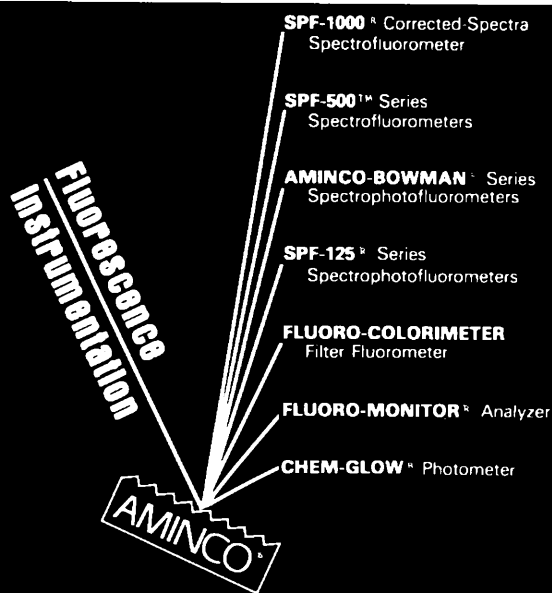 SPF-1000® Corrected-Spectra
Spectrofluorometer
SPF-500™ Series
Spectrofluorometers
AMINCO-BOWMAN® Series
Spectrophotofluorometers
SPF-125® Series
Spectrophotofluorometers
FLUORO-COLORIMETER
Filter Fluorometer
FLUORO-MONITOR® Analyzer
CHEM-GLOW® Photometer
Fluorescence
Instrumentation
AMINCO®